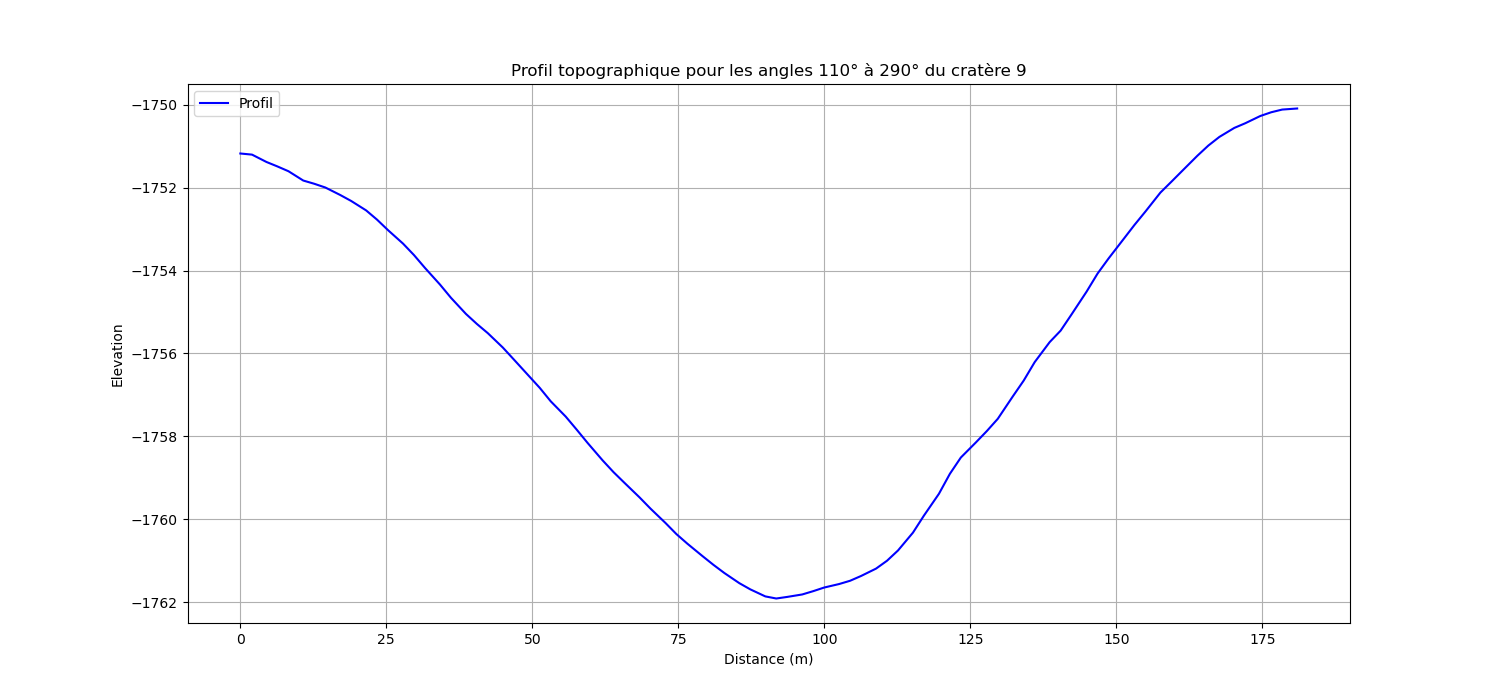 Profil topographique pour les angles 110° à 290° du cratère 9
Profil
Elevation
−1750
−1752
−1754
−1756
−1758
−1760
−1762
0 25 50 75 100 125 150 175
Distance (m)